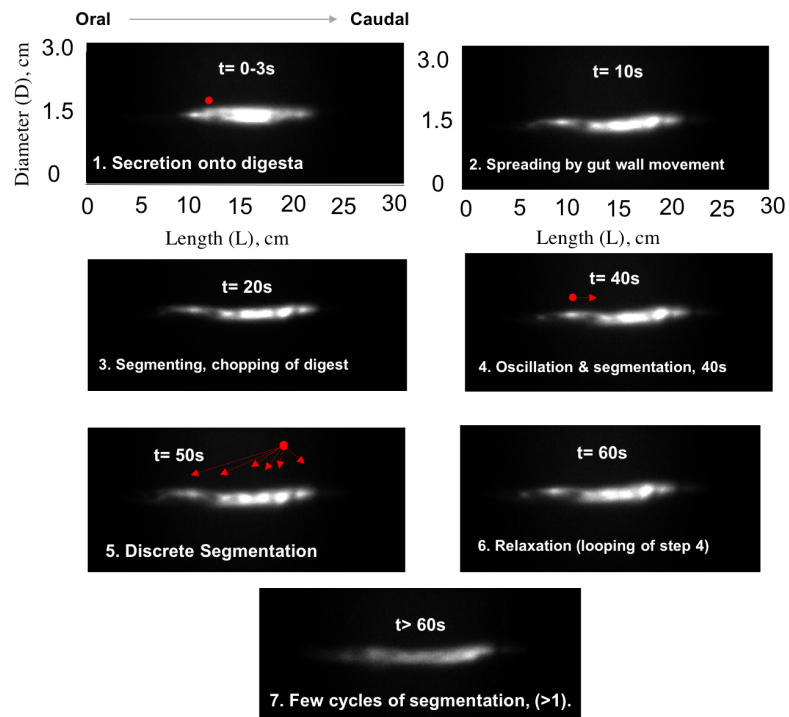 Oral Caudal
3.0
1.5
0
Diameter (D), cm
t= 0-3s
1. Secretion onto digesta
0 5 10 15 20 25 30
Length (L), cm
3.0
1.5
0
t= 10s
2. Spreading by gut wall movement
0 5 10 15 20 25 30
Length (L), cm
t= 20s
3. Segmenting, chopping of digest
t= 40s
4. Oscillation & segmentation, 40s
t= 50s
5. Discrete Segmentation
t= 60s
6. Relaxation (looping of step 4)
t> 60s
7. Few cycles of segmentation, (>1).